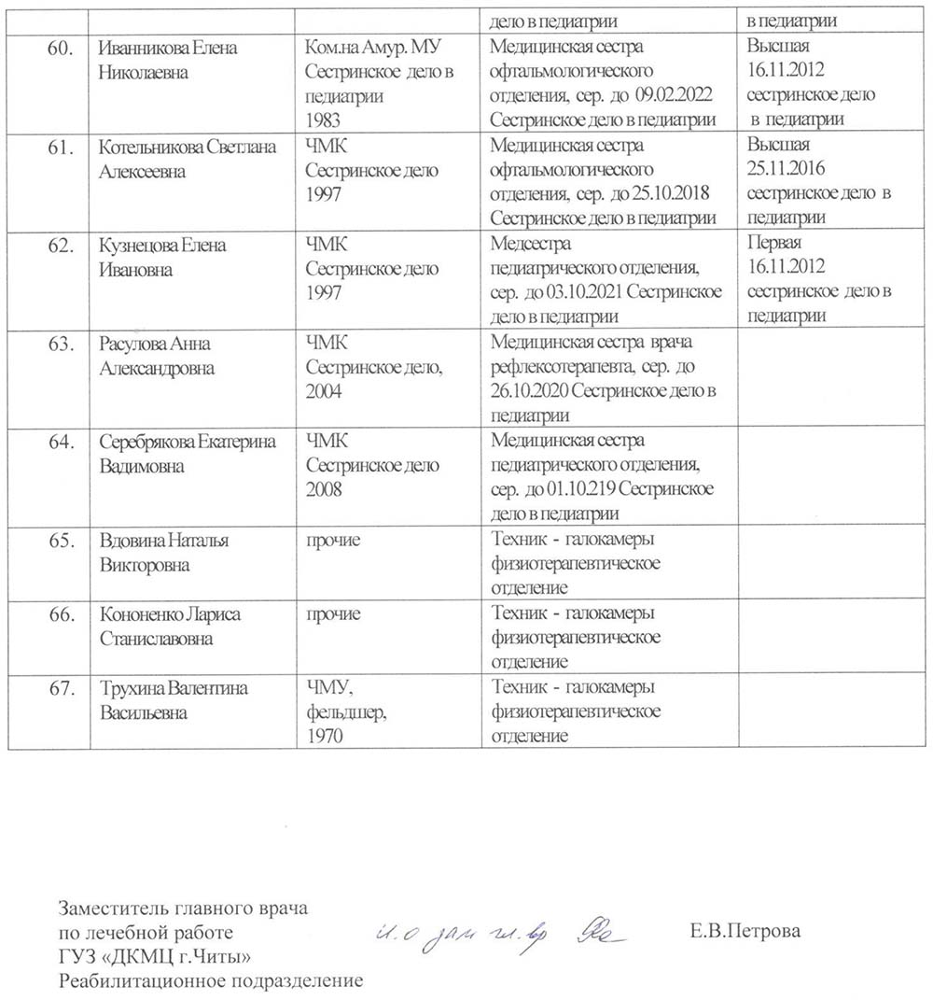 дело в педиатрии
в педиатрии
60.
Иванникова Елена
Николаевна
Ком.на Амур. МУ
Сестринское дело в
педиатрии
1983
Медицинская сестра
офтальмологического
отделения, сер. до 09.02.2022
Сестринское дело в педиатрии
Высшая
16.11.2012
сестринское дело
в педиатрии
61.
Котельникова Светлана
Алексеевна
ЧМК
Сестринское дело
1997
Медицинская сестра
офтальмологического
отделения, сер. до 25.10.2018
Сестринское дело в педиатрии
Высшая
25.11.2016
сестринское дело в
педиатрии
62.
Кузнецова Елена
Ивановна
ЧМК
Сестринское дело
1997
Медсестра
педиатрического отделения,
сер. до 03.10.2021 Сестринское
дело в педиатрии
Первая
16.11.2012
сестринское дело в
педиатрии
63.
Расулова Анна
Александровна
ЧМК
Сестринское дело,
2004
Медицинская сестра врача
рефлексотерапевта, сер. до
26.10.2020 Сестринское дело в
педиатрии
64.
Серебрякова Екатерина
Вадимовна
ЧМК
Сестринское дело
2008
Медицинская сестра
педиатрического отделения,
сер. до 01.10.219 Сестринское
дело в педиатрии
65.
Вдовина Наталья
Викторовна
прочие
Техник - галокамеры
физиотерапевтическое
отделение
66.
Кононенко Лариса
Станиславовна
прочие
Техник - галокамеры
физиотерапевтическое
отделение
67.
Трухина Валентина
Васильевна
ЧМУ,
фельдшер,
1970
Техник - галокамеры
физиотерапевтическое
отделение
Заместитель главного врача
по лечебной работе
и.о зам гл.вр
Е.В.Петрова
ГУЗ «ДКМЦ г.Читы»
Реабилитационное подразделение